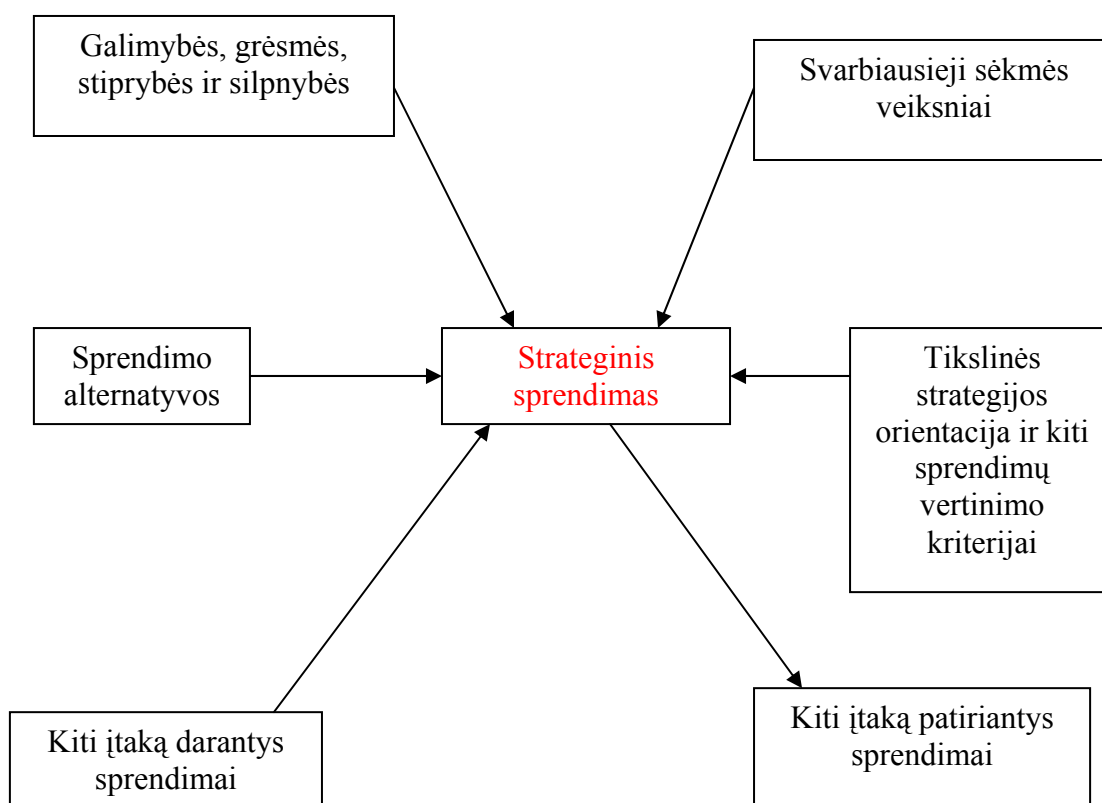 Galimybės, grėsmės,
stiprybės ir silpnybės
Svarbiausieji sėkmės
veiksniai
Sprendimo
alternatyvos
Strateginis
sprendimas
Tikslinės
strategijos
orientacija ir kiti
sprendimų
vertinimo
kriterijai
Kiti įtaką darantys
sprendimai
Kiti įtaką patiriantys
sprendimai